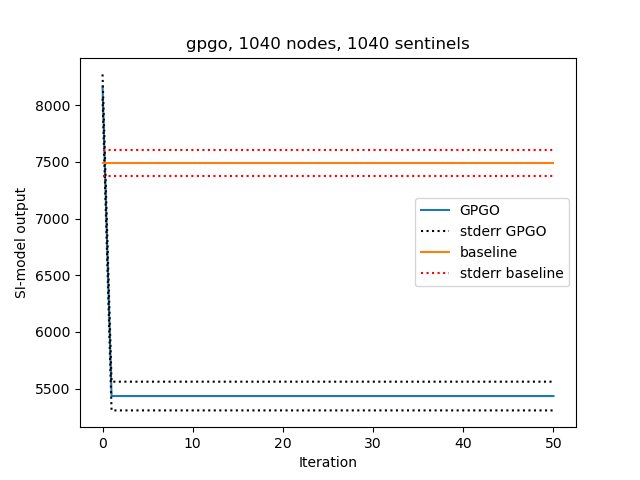 gpgo, 1040 nodes, 1040 sentinels
SI-model output
8000
7500
7000
6500
6000
5500
GPGO
stderr GPGO
baseline
stderr baseline
0 10 20 30 40 50
Iteration